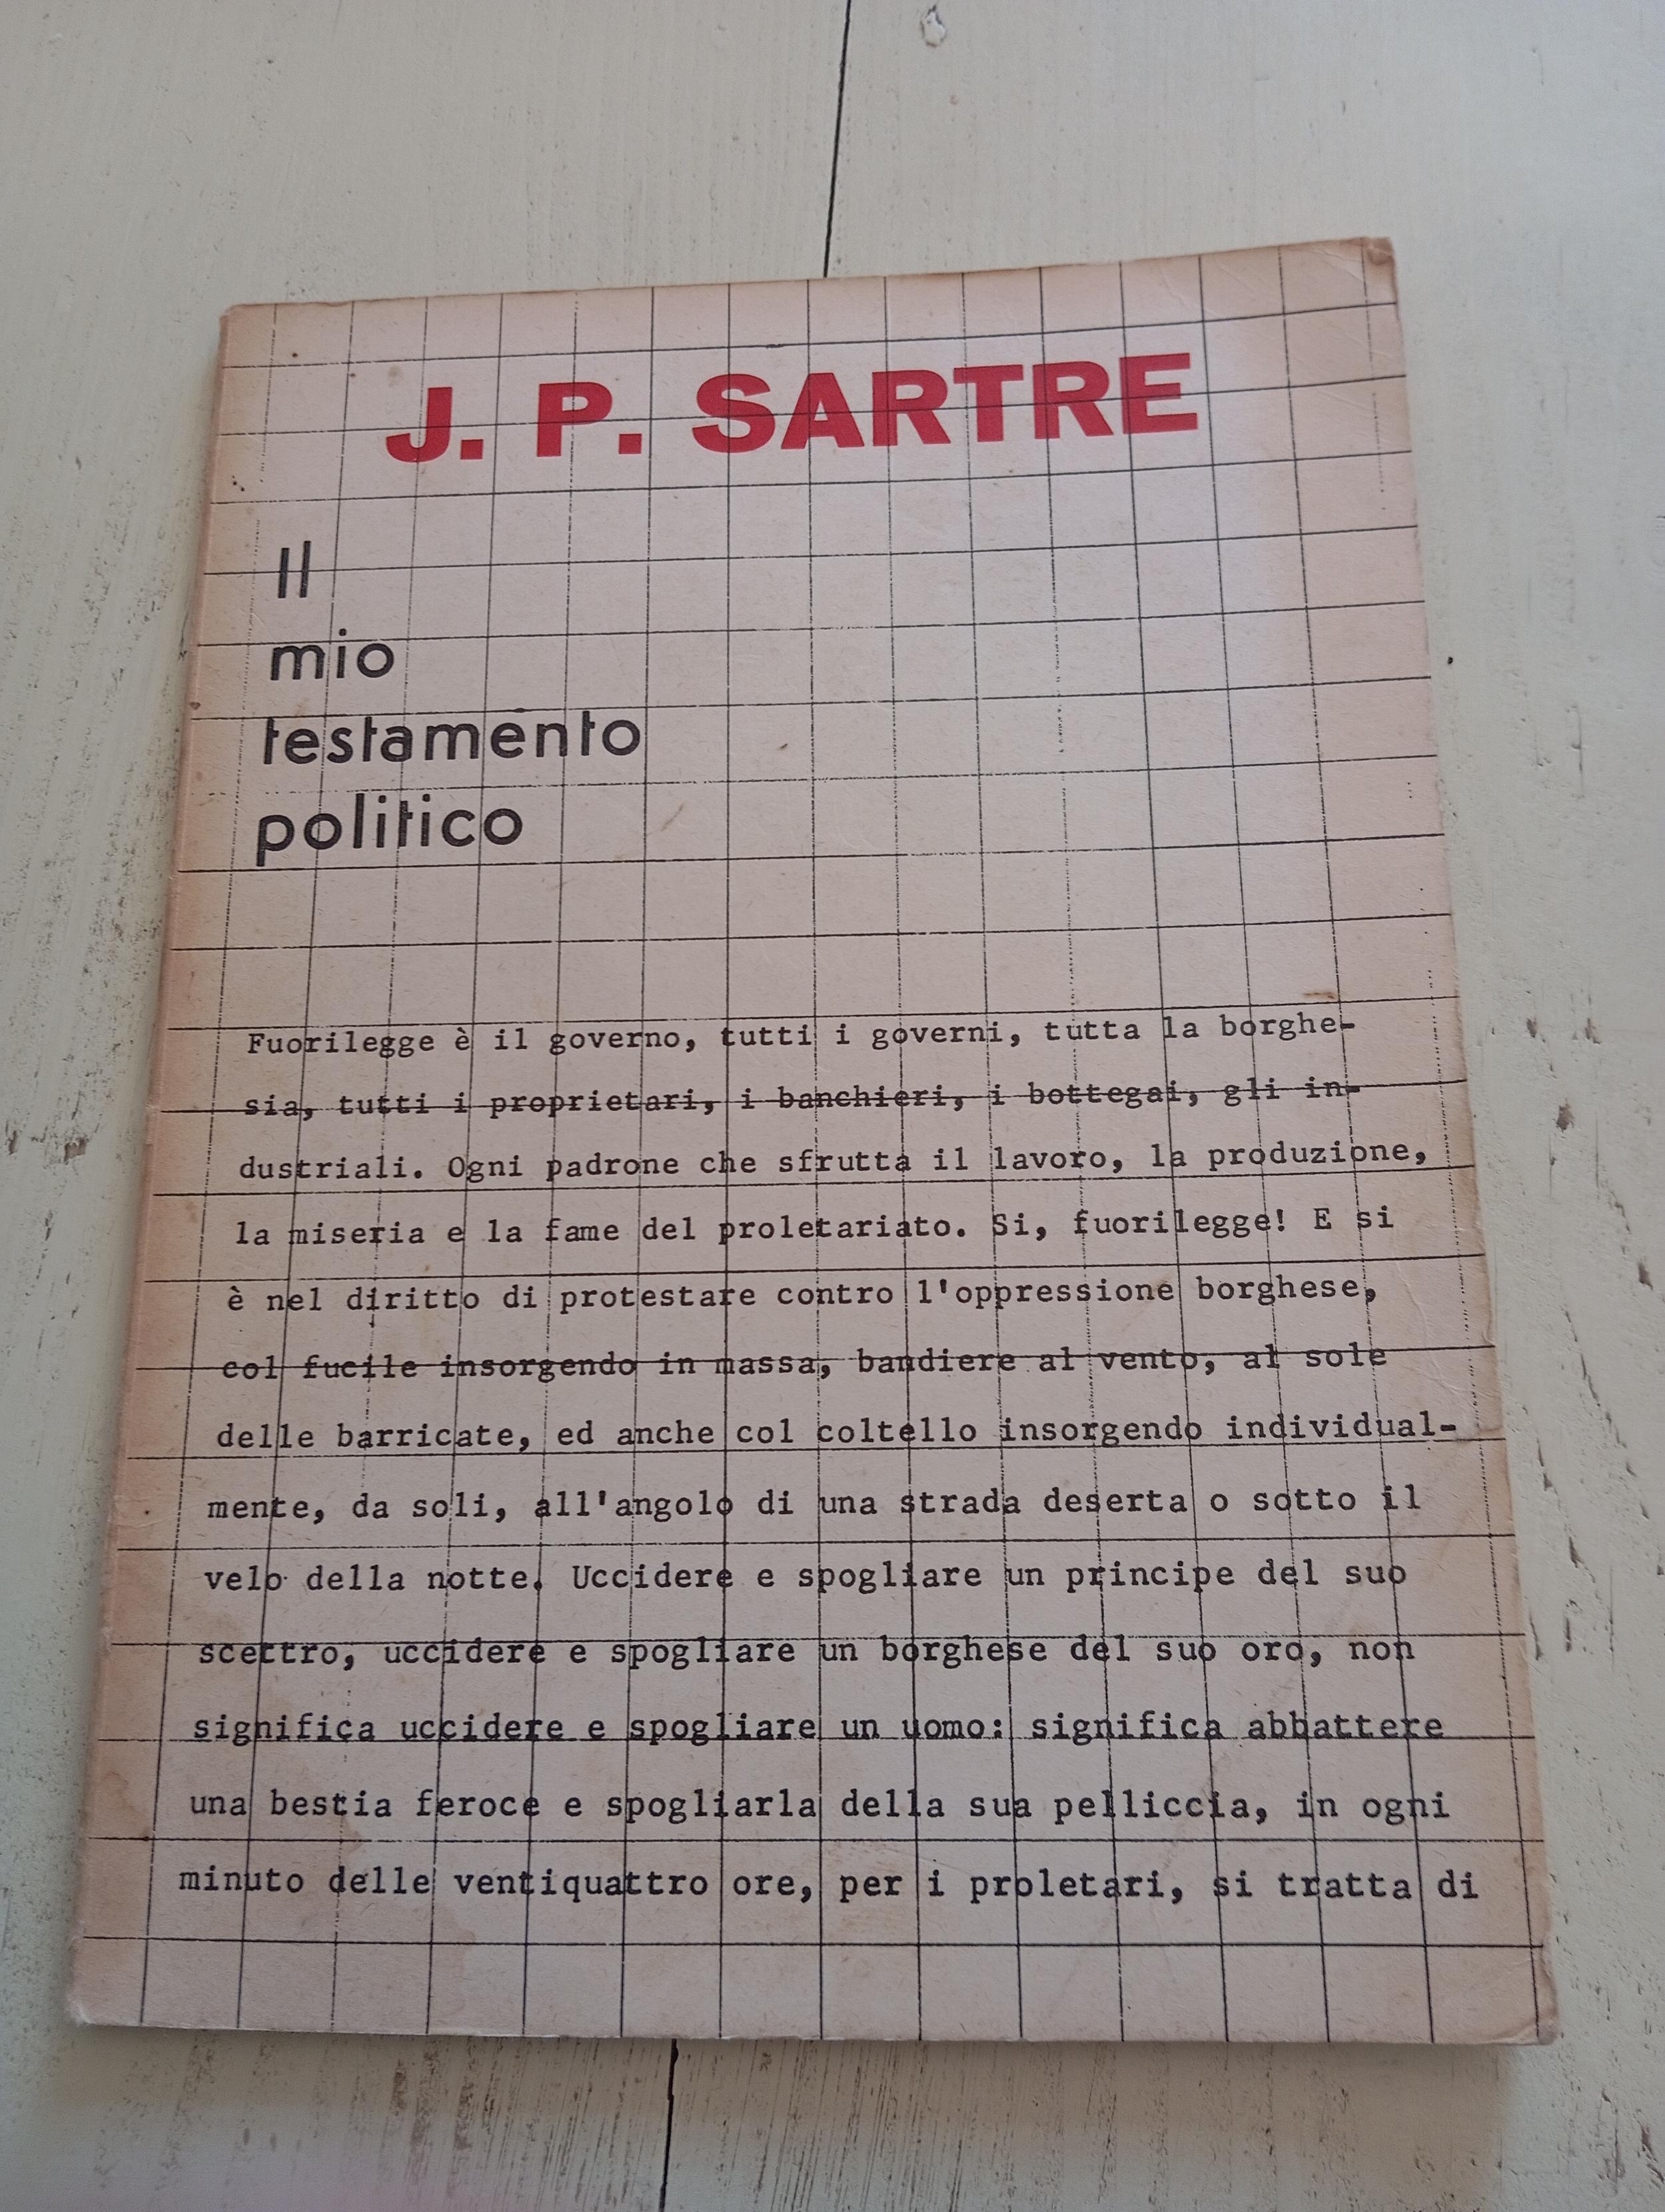 J. P. SARTRE
Il
mio
testamento
politico
Fuorilegge è il governo, tutti i governi, tutta la borghe-
sia, tutti i proprietari, i banchieri, i bottegai, gli in-
dustriali. Ogni padrone che sfrutta il lavoro, la produzione,
la miseria e la fame del proletariato. Si, fuorilegge! E si
è nel diritto di protestare contro l'oppressione borghese,
col fucile insorgendo in massa, bandiere al vento, al sole
delle barricate, ed anche col coltello insorgendo individual-
mente, da soli, all'angolo di una strada deserta o sotto il
velo della notte. Uccidere e spogliare un principe del suo
scettro, uccidere e spogliare un borghese del suo oro, non
significa uccidere e spogliare un uomo: significa abbattere
una bestia feroce e spogliarla della sua pelliccia, in ogni
minuto delle ventiquattro ore, per i proletari, si tratta di